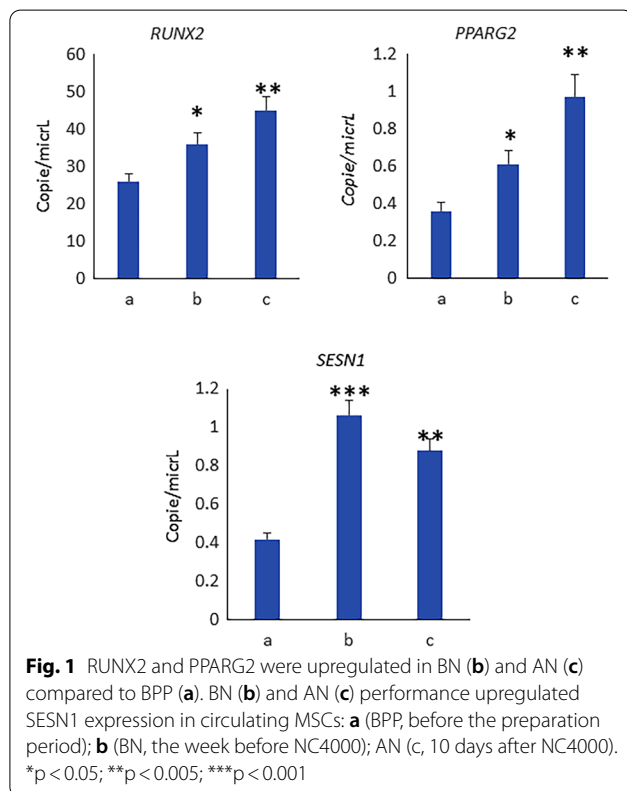 RUNX2
60
50
40
30
20
10
0
Copie/micrL
*
**
a b c
PPARG2
1.2
1
0.8
0.6
0.4
0.2
0
Copie/micrL
*
**
a b c
SESN1
1.2
1
0.8
0.6
0.4
0.2
0
Copie/micrL
***
**
a b c
Fig. 1 RUNX2 and PPARG2 were upregulated in BN (b) and AN (c)
compared to BPP (a). BN (b) and AN (c) performance upregulated
SESN1 expression in circulating MSCs: a (BPP, before the preparation
period); b (BN, the week before NC4000); AN (c, 10 days after NC4000).
*p < 0.05; **p < 0.005; ***p < 0.001